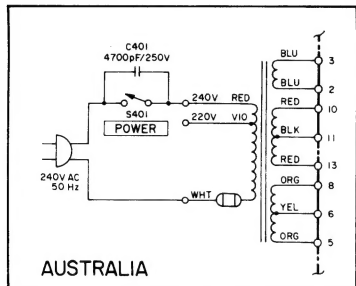 C401
4700pF/250V
S401
POWER
240V RED
220V VIO
240V AC
50 Hz
WHT
BLU 3
BLU 2
RED 10
BLK 11
RED 13
ORG 8
YEL 6
ORG 5
AUSTRALIA